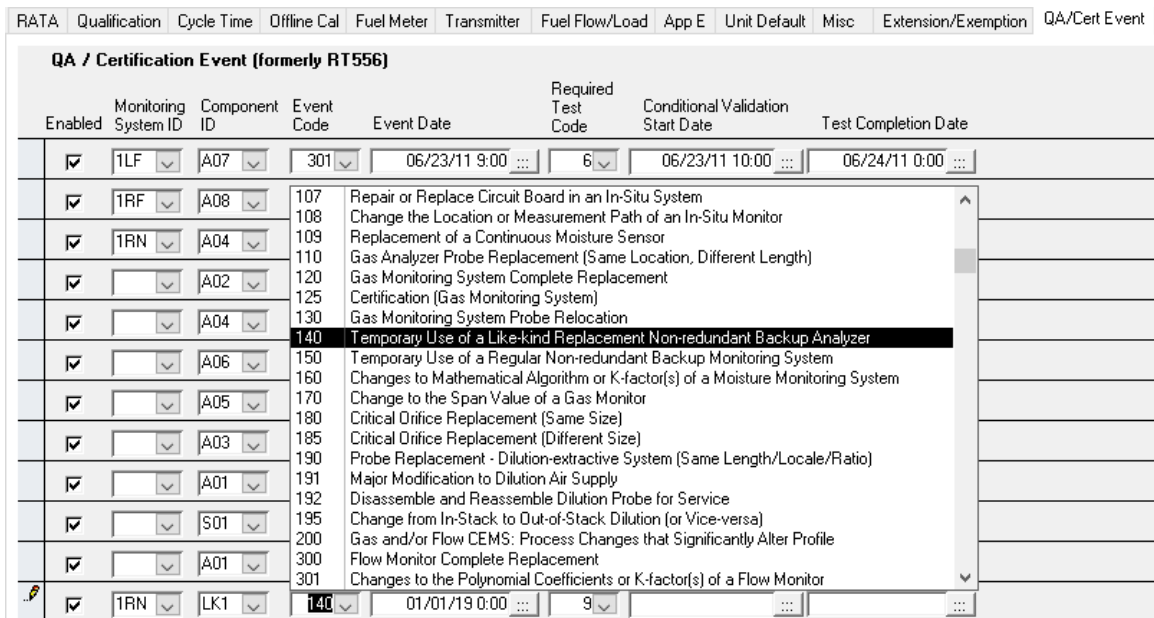 RATA Qualification Cycle Time Offline Cal Fuel Meter Transmitter Fuel Flow/Load App E Unit Default Misc Extension/Exemption QA/Cert Event
QA / Certification Event (formerly RT556)
Enabled Monitoring System ID Component ID Event Code Event Date Required Test Code Conditional Validation Start Date Test Completion Date
1LF A07 301 06/23/11 9:00 ... 6 06/23/11 10:00 ... 06/24/11 0:00 ...
1RF A08
1RN A04
A02
A04
A06
A05
A03
A01
S01
A01
107 Repair or Replace Circuit Board in an In-Situ System
108 Change the Location or Measurement Path of an In-Situ Monitor
109 Replacement of a Continuous Moisture Sensor
110 Gas Analyzer Probe Replacement (Same Location, Different Length)
120 Gas Monitoring System Complete Replacement
125 Certification (Gas Monitoring System)
130 Gas Monitoring System Probe Relocation
140 Temporary Use of a Like-kind Replacement Non-redundant Backup Analyzer
150 Temporary Use of a Regular Non-redundant Backup Monitoring System
160 Changes to Mathematical Algorithm or K-factor(s) of a Moisture Monitoring System
170 Change to the Span Value of a Gas Monitor
180 Critical Orifice Replacement (Same Size)
185 Critical Orifice Replacement (Different Size)
190 Probe Replacement - Dilution-extractive System (Same Length/Locale/Ratio)
191 Major Modification to Dilution Air Supply
192 Disassemble and Reassemble Dilution Probe for Service
195 Change from In-Stack to Out-of-Stack Dilution (or Vice-versa)
200 Gas and/or Flow CEMS: Process Changes that Significantly Alter Profile
300 Flow Monitor Complete Replacement
301 Changes to the Polynomial Coefficients or K-factor(s) of a Flow Monitor
1RN LK1 140 01/01/19 0:00 ... 9 ... ...